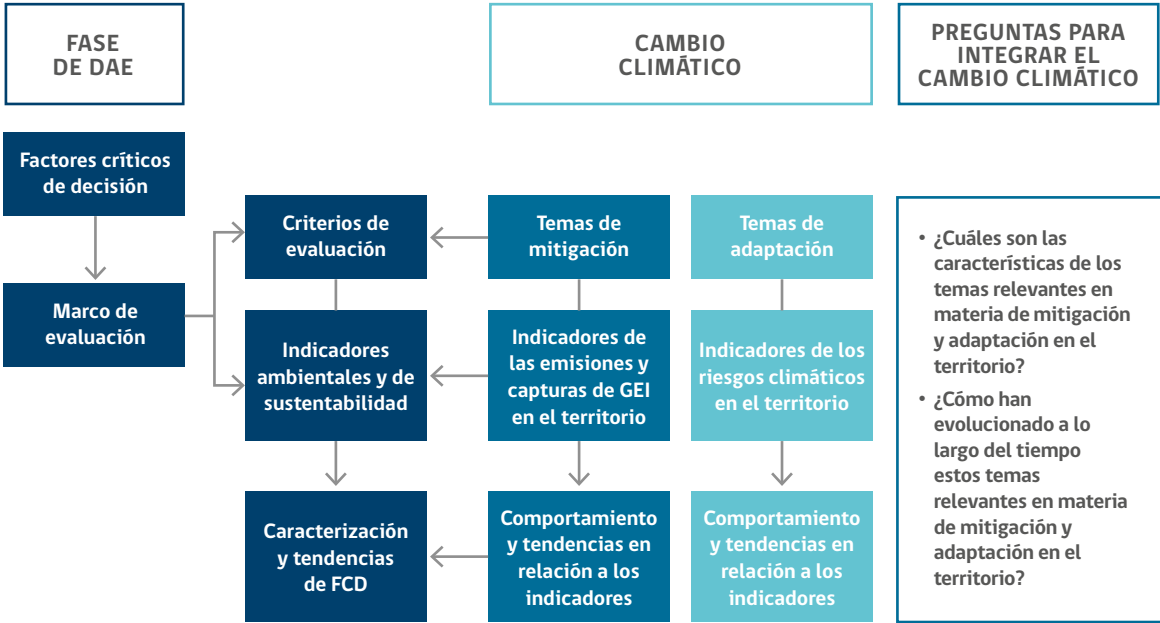 FASE
DE DAE
CAMBIO
CLIMÁTICO
PREGUNTAS PARA
INTEGRAR EL
CAMBIO CLIMÁTICO
Factores críticos
de decisión
Marco de
evaluación
Criterios de
evaluación
Temas de
mitigación
Temas de
adaptación
Indicadores
ambientales y de
sustentabilidad
Indicadores de
las emisiones y
capturas de GEI
en el territorio
Indicadores de los
riesgos climáticos
en el territorio
Caracterización
y tendencias
de FCD
Comportamiento
y tendencias en
relación a los
indicadores
Comportamiento
y tendencias en
relación a los
indicadores
• ¿Cuáles son las
características de los
temas relevantes en
materia de mitigación
y adaptación en el
territorio?
• ¿Cómo han
evolucionado a lo
largo del tiempo
estos temas
relevantes en materia
de mitigación y
adaptación en el
territorio?